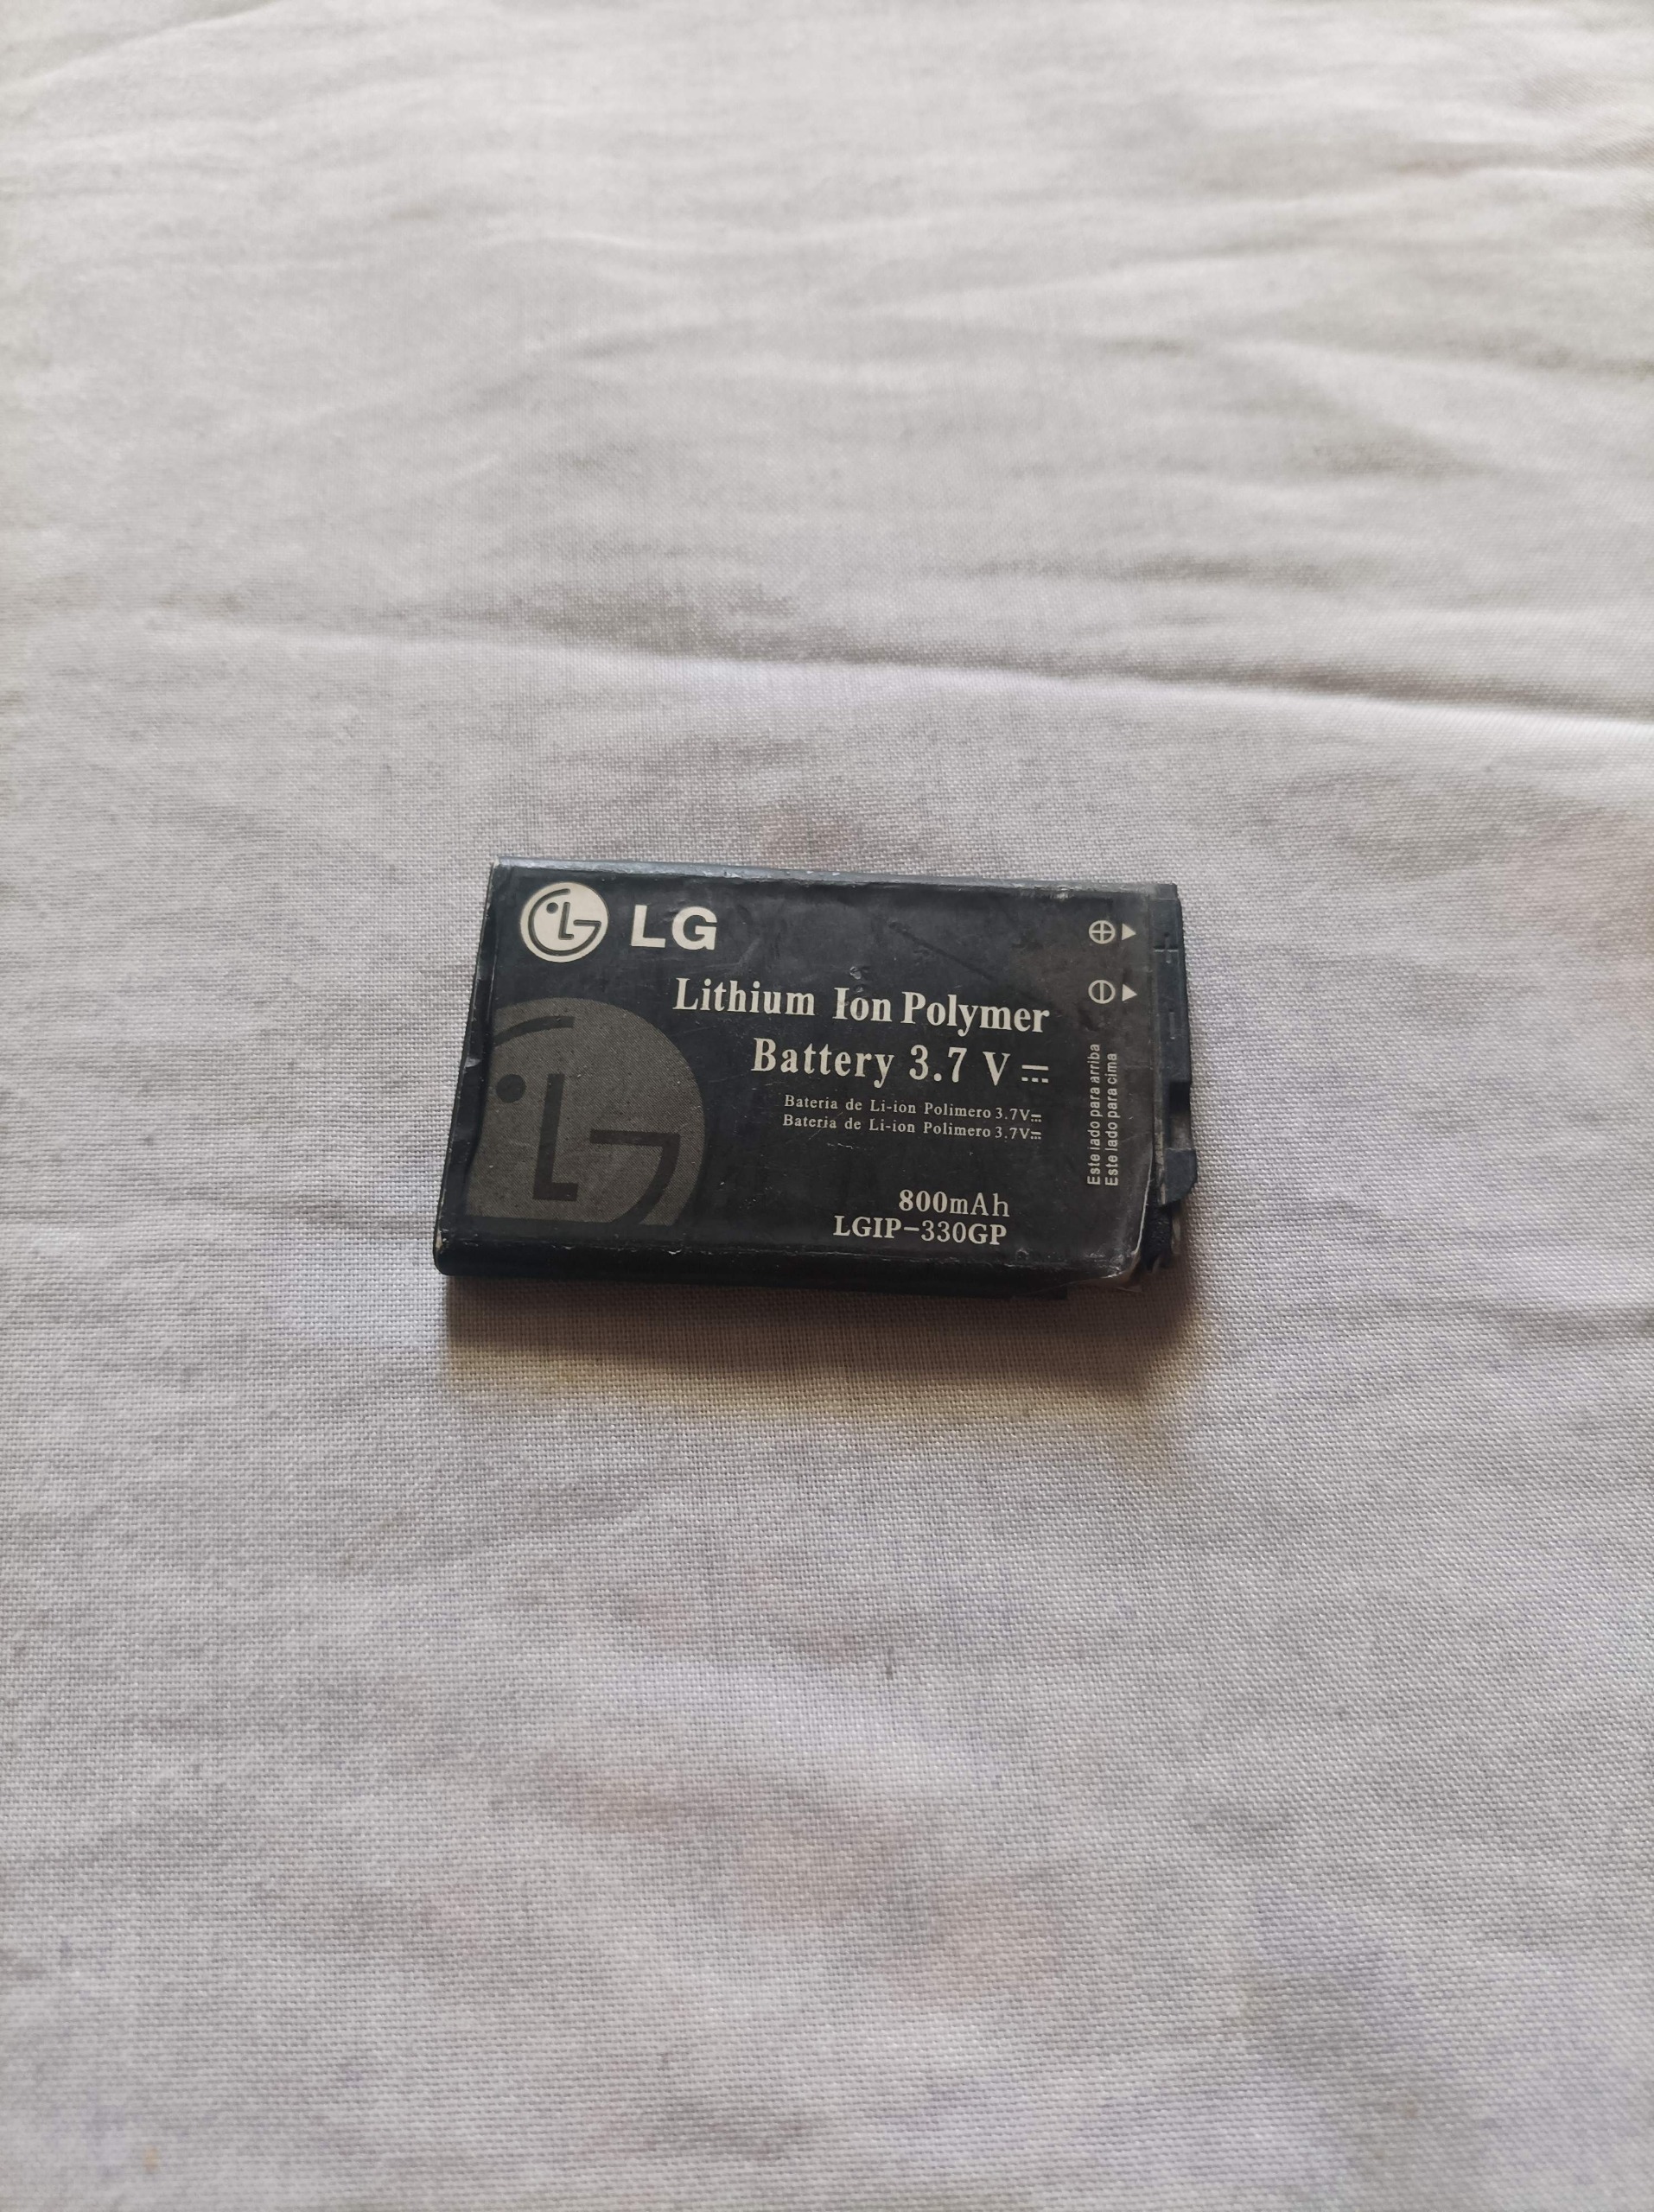 LG
Lithium Ion Polymer
Battery 3.7 V
Bateria de Li-ion Polimero 3.7V
Bateria de Li-ion Polimero 3.7V
800mAh
LGIP-330GP
Este lado para arriba
Este lado para cima